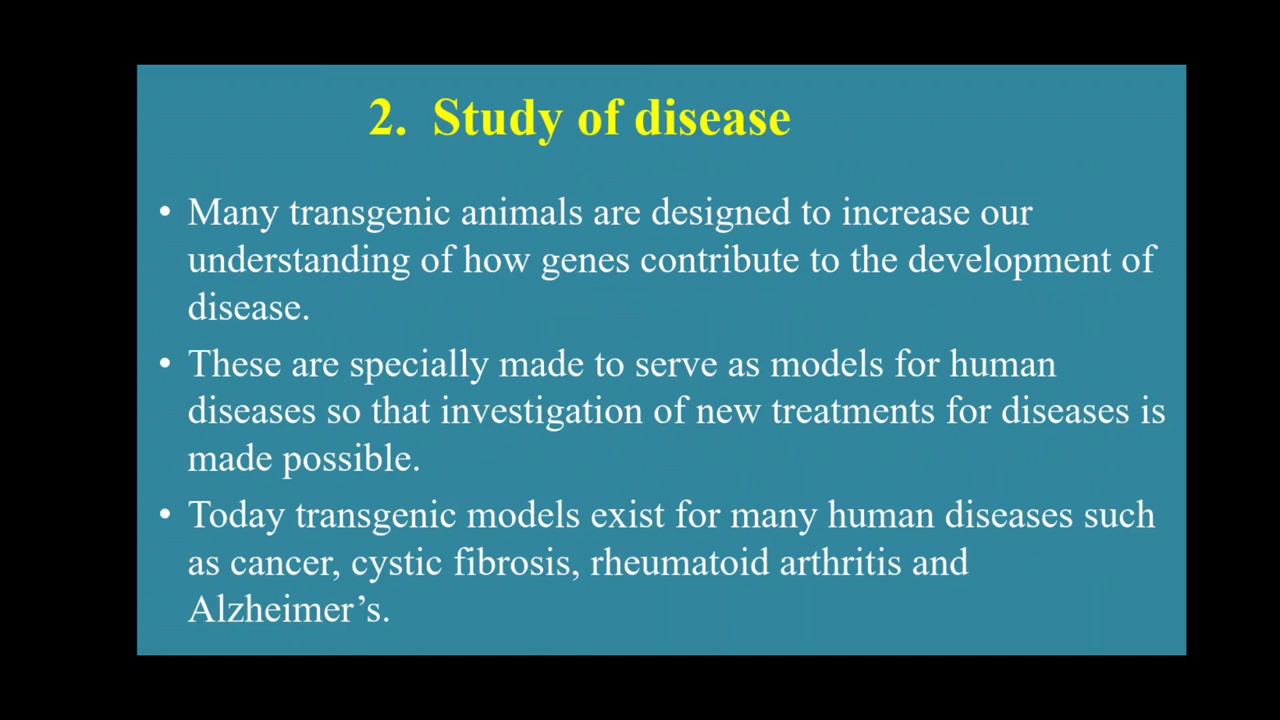 2. Study of disease
• Many transgenic animals are designed to increase our
understanding of how genes contribute to the development of
disease.
• These are specially made to serve as models for human
diseases so that investigation of new treatments for diseases is
made possible.
• Today transgenic models exist for many human diseases such
as cancer, cystic fibrosis, rheumatoid arthritis and
Alzheimer’s.